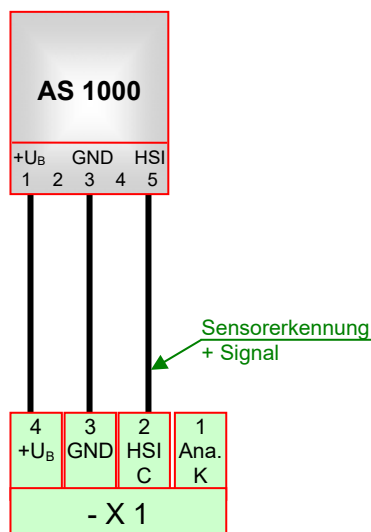 AS 1000
+UB GND HSI
1 2 3 4 5
Sensorerkennung
+ Signal
4 3 2 1
+UB GND HSI Ana.
C K
- X 1